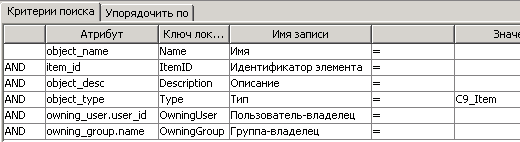 Критерии поиска Упорядочить по
Атрибут Ключ лок... Имя записи Значе
object_name Name Имя =
AND item_id ItemID Идентификатор элемента =
AND object_desc Description Описание =
AND object_type Type Тип = C9_Item
AND owning_user.user_id OwningUser Пользователь-владелец =
AND owning_group.name OwningGroup Группа-владелец =